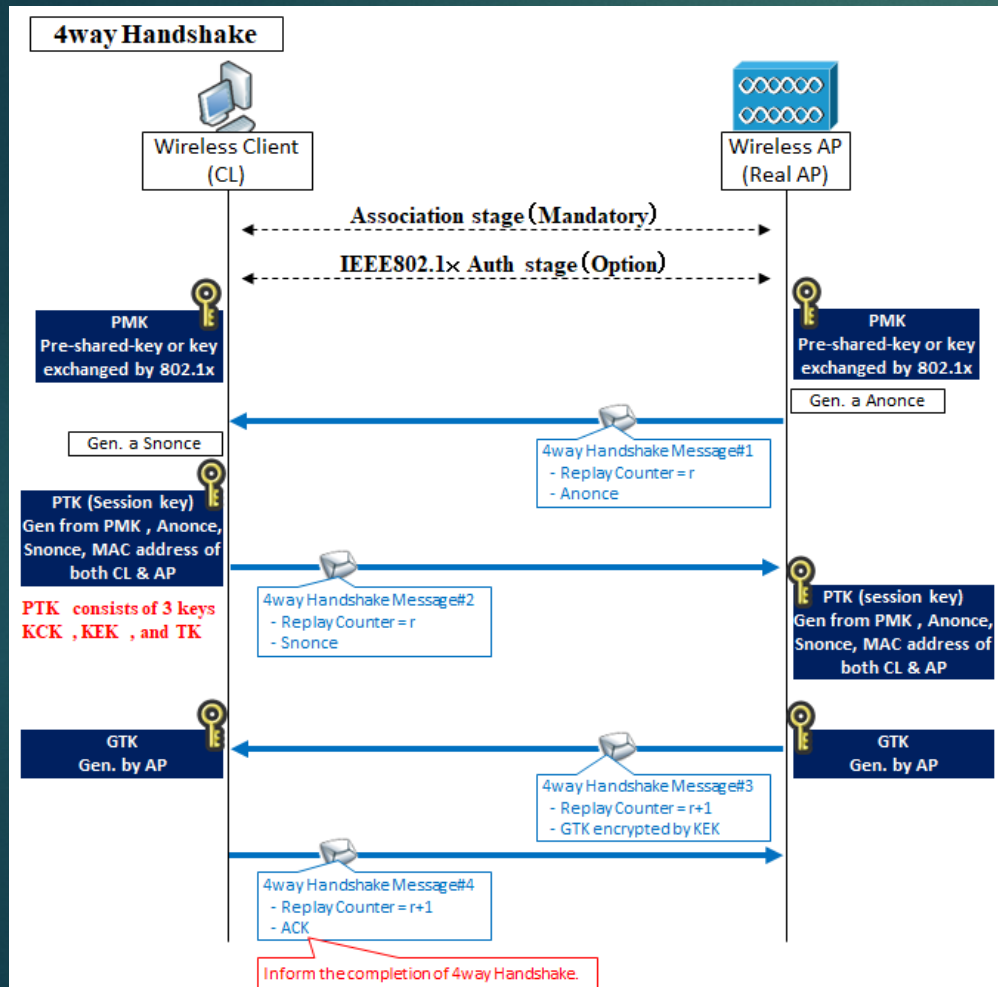 4way Handshake
Wireless Client
(CL)
Wireless AP
(Real AP)
Association stage(Mandatory)
IEEE802.1× Auth stage(Option)
PMK
Pre-shared-key or key
exchanged by 802.1x
PMK
Pre-shared-key or key
exchanged by 802.1x
Gen. a Anonce
Gen. a Snonce
4way Handshake Message#1
- Replay Counter = r
- Anonce
PTK (Session key)
Gen from PMK , Anonce,
Snonce, MAC address of
both CL & AP
PTK consists of 3 keys
KCK , KEK , and TK
4way Handshake Message#2
- Replay Counter = r
- Snonce
PTK (session key)
Gen from PMK , Anonce,
Snonce, MAC address of
both CL & AP
GTK
Gen. by AP
GTK
Gen. by AP
4way Handshake Message#3
- Replay Counter = r+1
- GTK encrypted by KEK
4way Handshake Message#4
- Replay Counter = r+1
- ACK
Inform the completion of 4way Handshake.